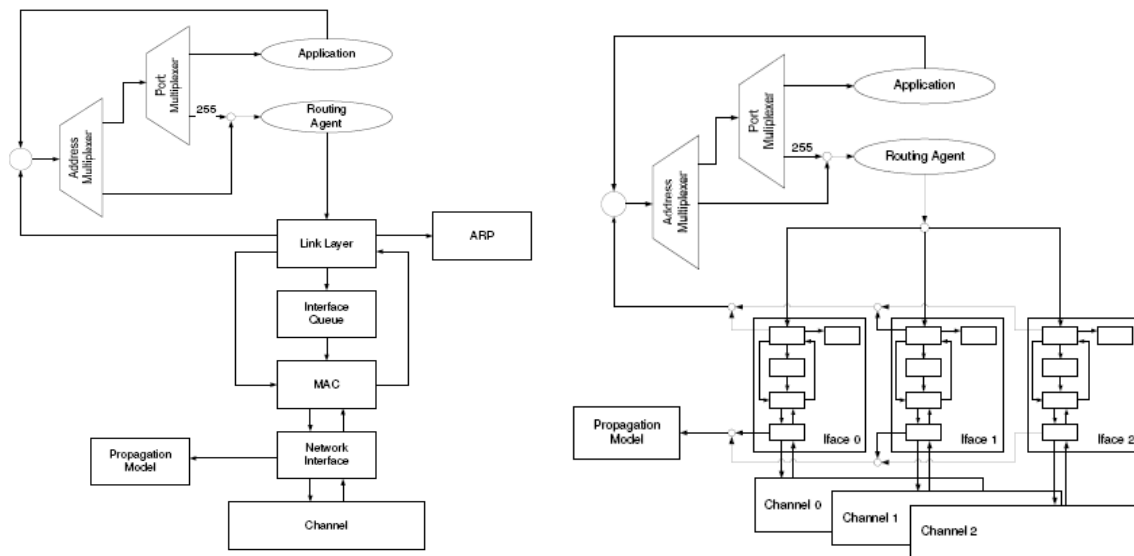 Application
Port
Multiplexer
255
Routing
Agent
Address
Multiplexer
Link Layer
ARP
Interface
Queue
MAC
Propagation
Model
Network
Interface
Channel
Application
Port
Muliplexer
255
Routing Agent
Address
Multiplexer
Propagation
Model
Iface 0
Iface 1
Iface 2
Channel 0
Channel 1
Channel 2